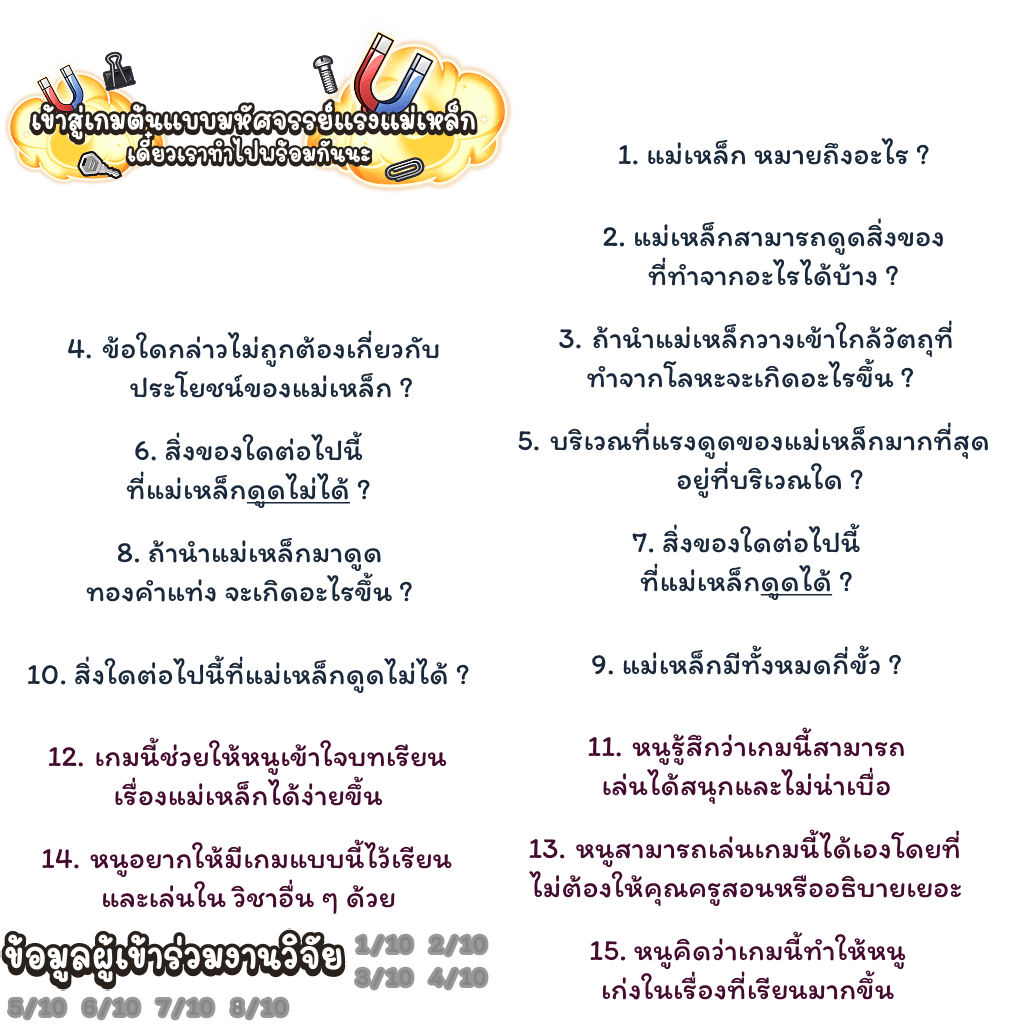 เข้าสู่เกมต้นแบบมหัศจรรย์แร่งแม่เหล็ก
เดี๋ยวเราทำไปพร้อมกันนะ
1. แม่เหล็ก หมายถึงอะไร ?
2. แม่เหล็กสามารถดูดสิ่งของ
ที่ทำจากอะไรได้บ้าง ?
3. ถ้านำแม่เหล็กวางเข้าใกล้วัตถุที่
ทำจากโลหะจะเกิดอะไรขึ้น ?
4. ข้อใดกล่าวไม่ถูกต้องเกี่ยวกับ
ประโยชน์ของแม่เหล็ก ?
5. บริเวณที่แรงดูดของแม่เหล็กมากที่สุด
อยู่ที่บริเวณใด ?
6. สิ่งของใดต่อไปนี้
ที่แม่เหล็กดูดไม่ได้ ?
7. สิ่งของใดต่อไปนี้
ที่แม่เหล็กดูดได้ ?
8. ถ้านำแม่เหล็กมาดูด
ทองคำแท่ง จะเกิดอะไรขึ้น ?
9. แม่เหล็กมีทั้งหมดกี่ขั้ว ?
10. สิ่งใดต่อไปนี้ที่แม่เหล็กดูดไม่ได้ ?
11. หนูรู้สึกว่าเกมนี้สามารถ
เล่นได้สนุกและไม่น่าเบื่อ
12. เกมนี้ช่วยให้หนูเข้าใจบทเรียน
เรื่องแม่เหล็กได้ง่ายขึ้น
13. หนูสามารถเล่นเกมนี้ได้เองโดยที่
ไม่ต้องให้คุณครูสอนหรืออธิบายเยอะ
14. หนูอยากให้มีเกมแบบนี้ไว้เรียน
และเล่นใน วิชาอื่น ๆ ด้วย
15. หนูคิดว่าเกมนี้ทำให้หนู
เก่งในเรื่องที่เรียนมากขึ้น
ข้อมูลผู้เข้าร่วมงานวิจัย
1/10 2/10
3/10 4/10
5/10 6/10 7/10 8/10